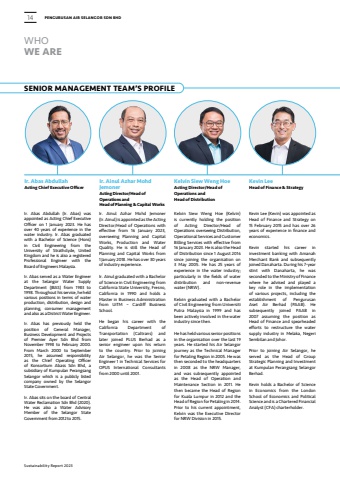 14
PENGURUSAN AIR SELANGOR SDN BHD
WHO
WE ARE
SENIOR MANAGEMENT TEAM'S PROFILE
Ir. Abas Abdullah
Acting Chief Executive Officer
Ir. Abas Abdullah (Ir. Abas) was
appointed as Acting Chief Executive
Officer on 1 January 2023. He has
over 40 years of experience in the
water industry. Ir. Abas graduated
with a Bachelor of Science (Hons)
in Civil Engineering from the
University of Strathclyde, United
Kingdom and he is also a registered
Professional Engineer with the
Board of Engineers Malaysia.
Ir. Abas served as a Water Engineer
at the Selangor Water Supply
Department (JBAS) from 1983 to
1998. Throughout his service, he held
various positions in terms of water
production, distribution, design and
planning, consumer management
and also as a District Water Engineer.
Ir. Abas has previously held the
position of General Manager,
Business Development and Projects
of Premier Ayer Sdn Bhd from
November 1998 to February 2000.
From March 2000 to September
2015, he assumed responsibility
as the Chief Operating Officer
of Konsortium Abass Sdn Bhd, a
subsidiary of Kumpulan Perangsang
Selangor which is a publicly listed
company owned by the Selangor
State Government.
Ir. Abas sits on the board of Central
Water Reclamation Sdn Bhd (2020).
He was also a Water Advisory
Member of the Selangor State
Government from 2013 to 2015.
Ir. Ainal Azhar Mohd
Jemoner
Acting Director/Head of
Operations and
Head of Planning & Capital Works
Ir. Ainal Azhar Mohd Jemoner
(Ir. Ainal) is appointed as the Acting
Director/Head of Operations with
effective from 16 January 2023,
overseeing Planning and Capital
Works, Production and Water
Quality. He is still the Head of
Planning and Capital Works from
1 January 2018. He has over 30 years
of industry experience.
Ir. Ainal graduated with a Bachelor
of Science in Civil Engineering from
California State University, Fresno,
California in 1990 and holds a
Master in Business Administration
from UiTM – Cardiff Business
School.
He began his career with the
California Department of
Transportation (Caltrans) and
later joined PLUS Berhad as a
senior engineer upon his return
to the country. Prior to joining
Air Selangor, he was the Senior
Engineer 1 in Technical Services for
OPUS International Consultants
from 2000 until 2007.
Kelvin Siew Weng Hoe
Acting Director/Head of
Operations and
Head of Distribution
Kelvin Siew Weng Hoe (Kelvin)
is currently holding the position
of Acting Director/Head of
Operations overseeing Distribution,
Operational Services and Customer
Billing Services with effective from
16 January 2023. He is also the Head
of Distribution since 1 August 2016
since joining the organisation on
9 May 2005. He has 25 years of
experience in the water industry;
particularly in the fields of water
distribution and non-revenue
water (NRW).
Kelvin graduated with a Bachelor
of Civil Engineering from Universiti
Putra Malaysia in 1999 and has
been actively involved in the water
industry since then.
He has held various senior positions
in the organisation over the last 19
years. He started his Air Selangor
journey as the Technical Manager
for Petaling Region in 2005. He was
then seconded to the headquarters
in 2008 as the NRW Manager,
and was subsequently appointed
as the Head of Operation and
Maintenance Section in 2011. He
then became the Head of Region
for Kuala Lumpur in 2012 and the
Head of Region for Petaling in 2014.
Prior to his current appointment,
Kelvin was the Executive Director
for NRW Division in 2015.
Kevin Lee
Head of Finance & Strategy
Kevin Lee (Kevin) was appointed as
Head of Finance and Strategy on
15 February 2015 and has over 26
years of experience in finance and
economics.
Kevin started his career in
investment banking with Amanah
Merchant Bank and subsequently
joined Danaharta. During his 7-year
stint with Danaharta, he was
seconded to the Ministry of Finance
where he advised and played a
key role in the implementation
of various projects, including the
establishment of Pengurusan
Aset Air Berhad (PAAB). He
subsequently joined PAAB in
2007 assuming the position as
Head of Finance and spearheaded
efforts to restructure the water
supply industry in Melaka, Negeri
Sembilan and Johor.
Prior to joining Air Selangor, he
served as the Head of Group
Strategic Planning and Investment
at Kumpulan Perangsang Selangor
Berhad.
Kevin holds a Bachelor of Science
in Economics from the London
School of Economics and Political
Science and is a Chartered Financial
Analyst (CFA) charterholder.
Sustainability Report 2023